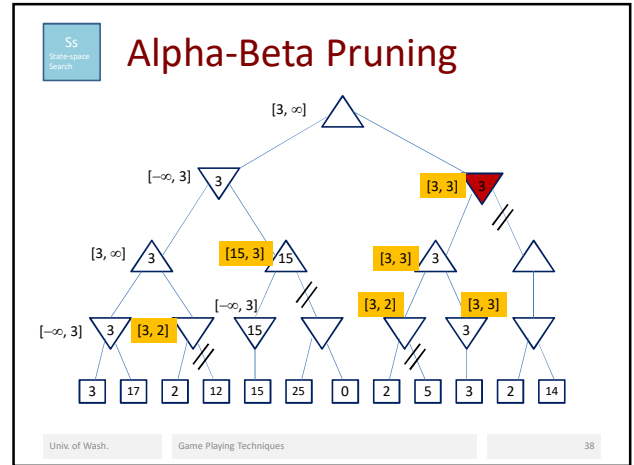 Ss
State-space
Search
Alpha-Beta Pruning
[3, ∞]
[−∞, 3] 3 [3, 3] 3
[3, ∞] 3 [15, 3] 15 [3, 3] 3
[−∞, 3] 3 [3, 2] [−∞, 3] 15 [3, 2] [3, 3] 3
3 17 2 12 15 25 0 2 5 3 2 14
Univ. of Wash. Game Playing Techniques 38